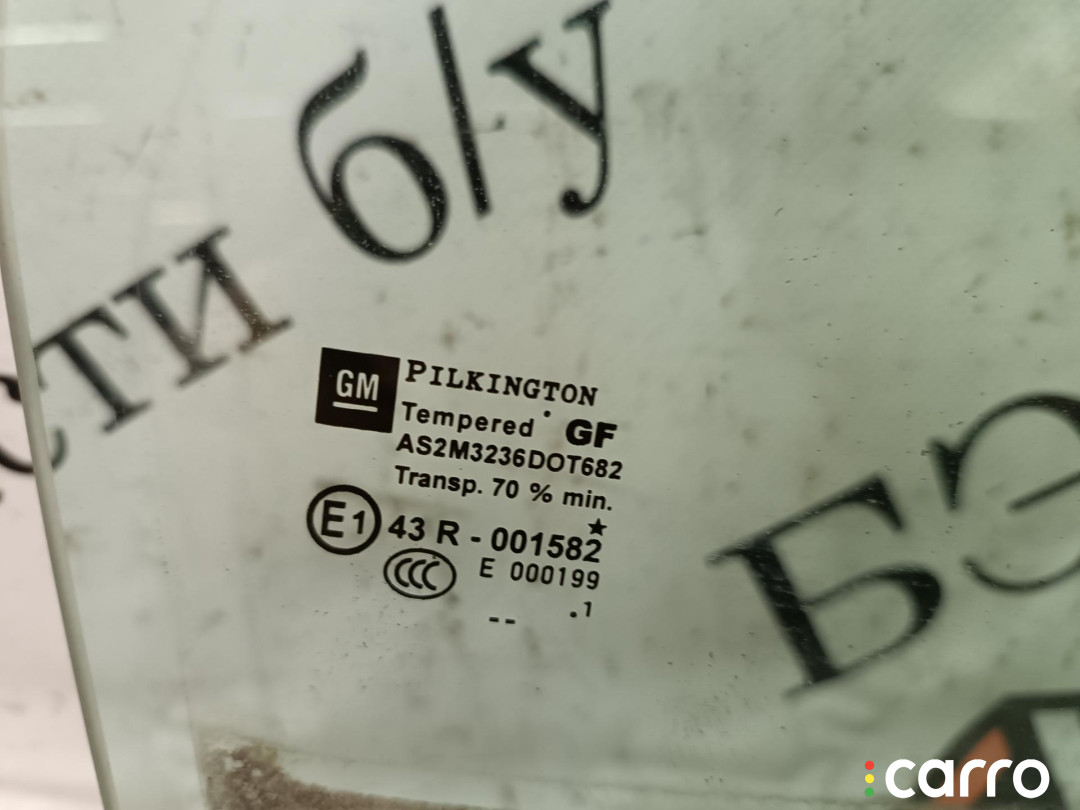 б/у
сти
GM
PILKINGTON
Tempered GF
AS2M3236DOT682
Transp. 70 % min.
E1 43 R - 001582
CCC E 000199
-- .1
БЭ
carro